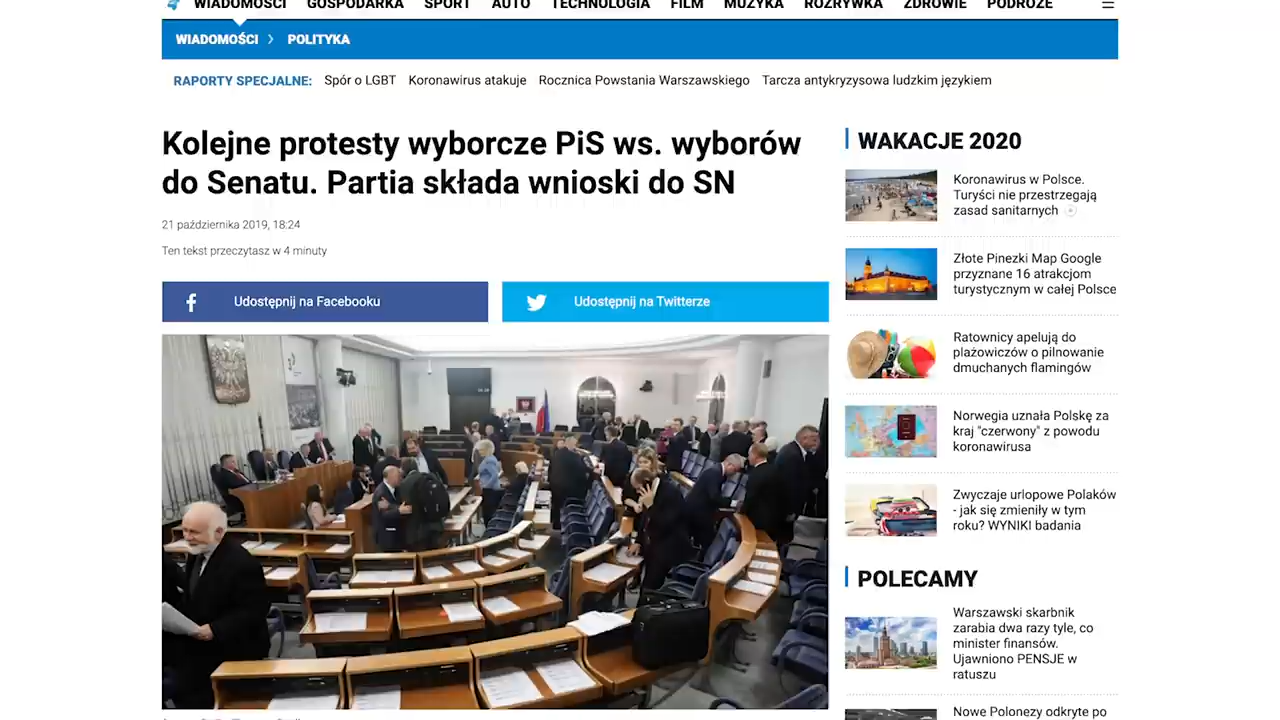 WIADOMOŚCI GOSPODARKA SPORT AUTO TECHNOLOGIA FILM MUZYKA ROZRYWKA ZDROWIE PODRÓŻE
WIADOMOŚCI > POLITYKA
RAPORTY SPECJALNE: Spór o LGBT Koronawirus atakuje Rocznica Powstania Warszawskiego Tarcza antykryzysowa ludzkim językiem
Kolejne protesty wyborcze PiS ws. wyborów
do Senatu. Partia składa wnioski do SN
21 października 2019, 18:24
Ten tekst przeczytasz w 4 minuty
Udostępnij na Facebooku
Udostępnij na Twitterze
WAKACJE 2020
Koronawirus w Polsce.
Turyści nie przestrzegają
zasad sanitarnych
Złote Pinezki Map Google
przyznane 16 atrakcjom
turystycznym w całej Polsce
Ratownicy apelują do
plażowiczów o pilnowanie
dmuchanych flamingów
Norwegia uznała Polskę za
kraj "czerwony" z powodu
koronawirusa
Zwyczaje urlopowe Polaków
- jak się zmieniły w tym
roku? WYNIKI badania
POLECAMY
Warszawski skarbnik
zarabia dwa razy tyle, co
minister finansów.
Ujawniono PENSJE w
ratuszu
Nowe Polonezy odkryte po